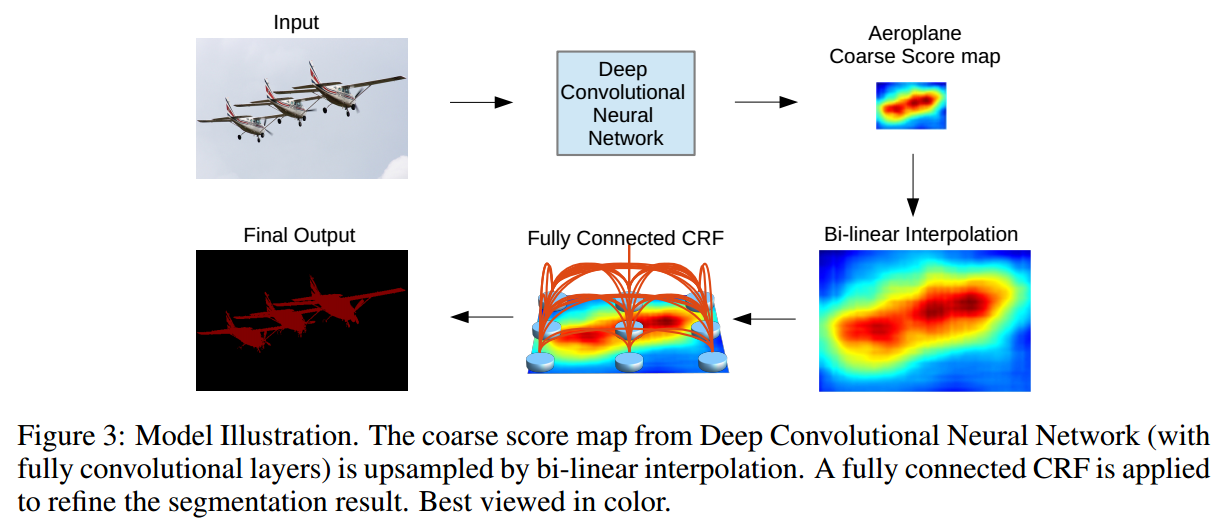 Input
Deep
Convolutional
Neural
Network
Aeroplane
Coarse Score map
Bi-linear Interpolation
Fully Connected CRF
Final Output
Figure 3: Model Illustration. The coarse score map from Deep Convolutional Neural Network (with
fully convolutional layers) is upsampled by bi-linear interpolation. A fully connected CRF is applied
to refine the segmentation result. Best viewed in color.